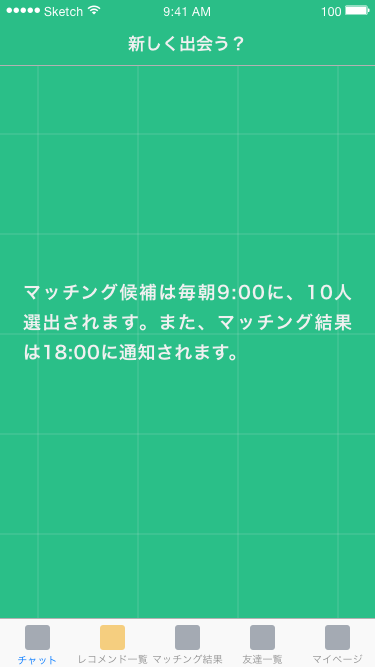 Sketch 9:41 AM 100
新しく出会う？
マッチング候補は毎朝9:00に、10人
選出されます。また、マッチング結果
は18:00に通知されます。
チャット レコメンド一覧 マッチング結果 友達一覧 マイページ